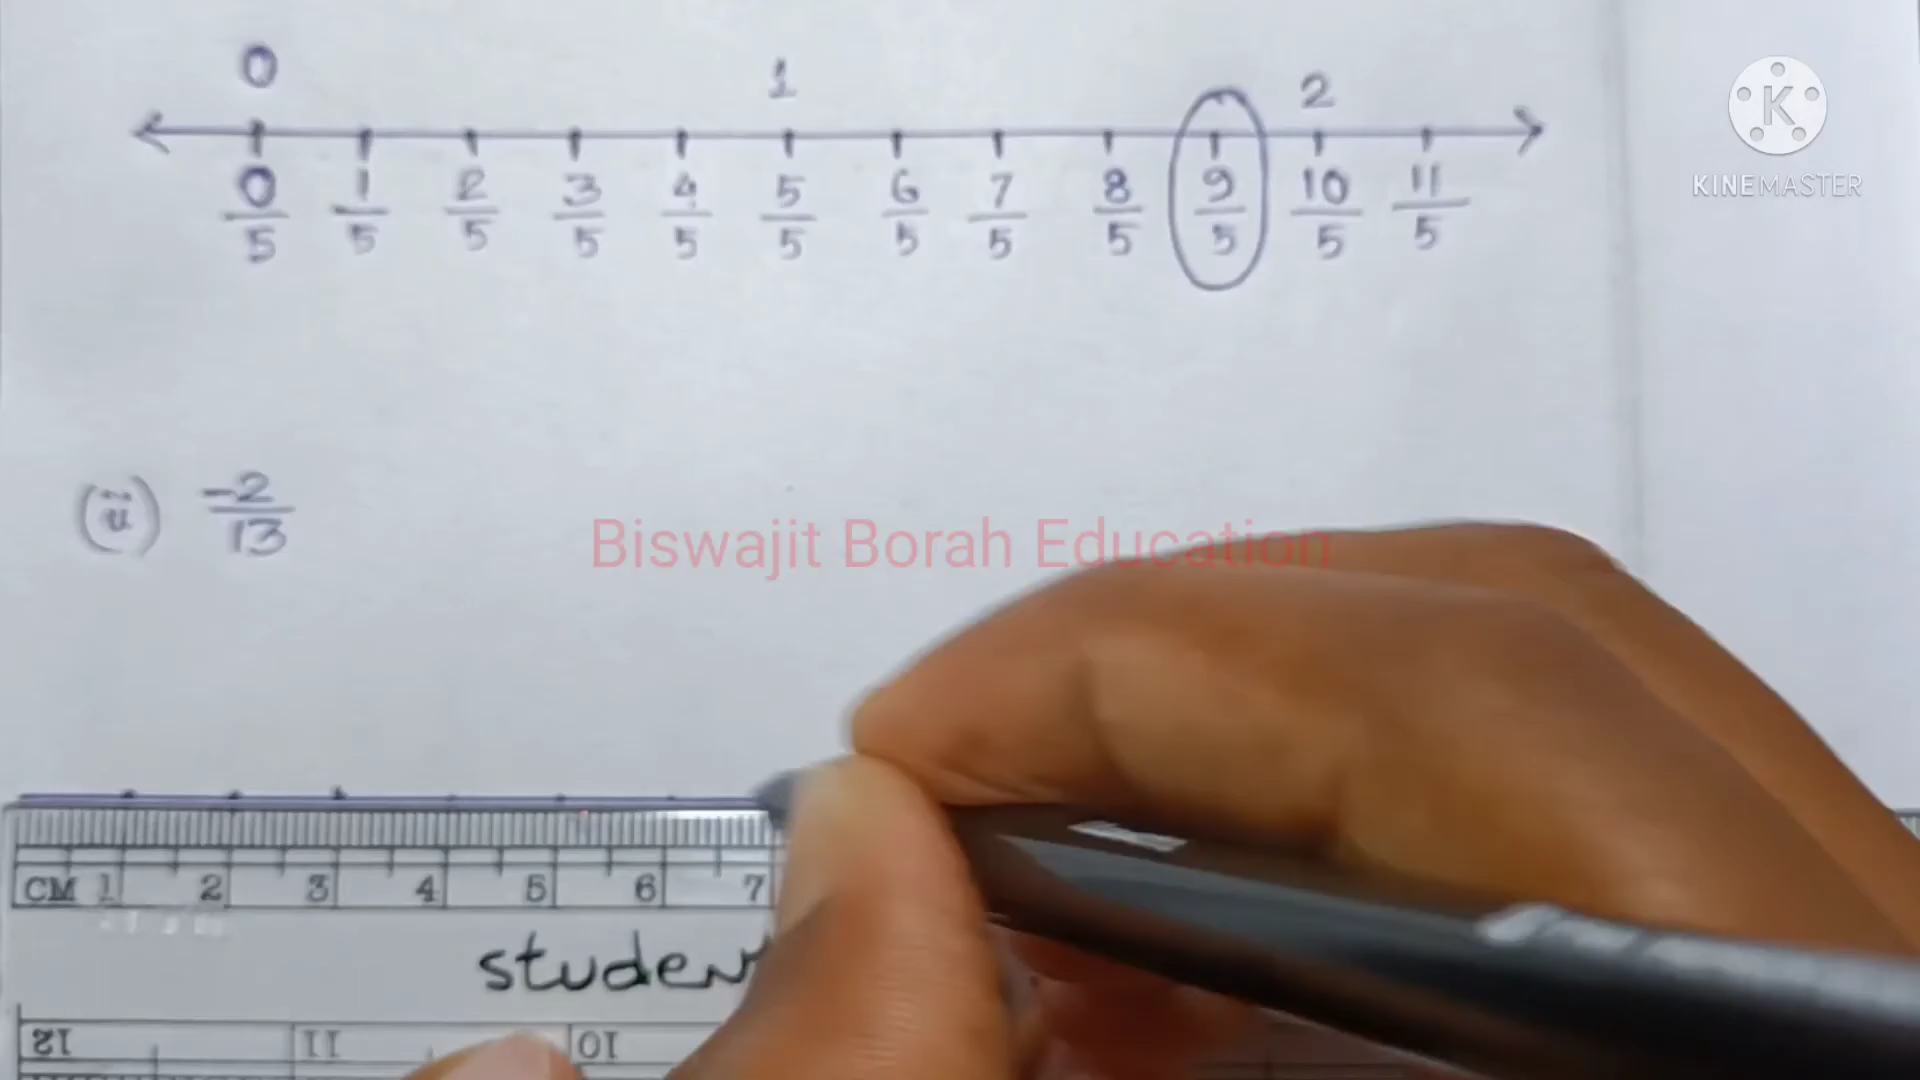 0 1 2
0/5 1/5 2/5 3/5 4/5 5/5 6/5 7/5 8/5 9/5 10/5 11/5
KINEMASTER
(ii) -2/13
Biswajit Borah Education
CM 1 2 3 4 5 6 7
studen
12 11 10